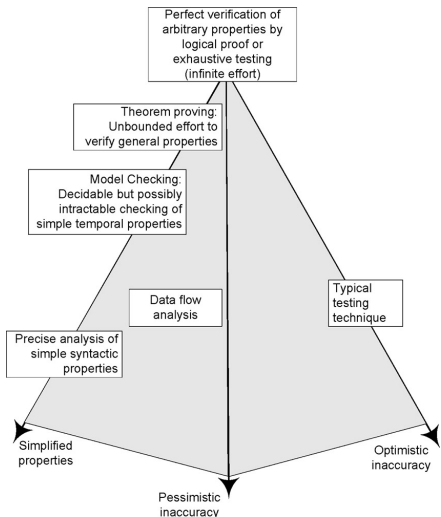 Perfect verification of
arbitrary properties by
logical proof or
exhaustive testing
(infinite effort)
Theorem proving:
Unbounded effort to
verify general properties
Model Checking:
Decidable but possibly
intractable checking of
simple temporal properties
Data flow
analysis
Typical
testing
technique
Precise analysis of
simple syntactic
properties
Simplified
properties
Optimistic
inaccuracy
Pessimistic
inaccuracy